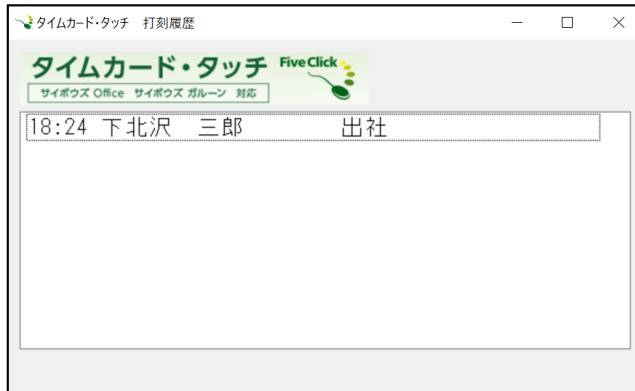 タイムカード・タッチ 打刻履歴
タイムカード・タッチ FiveClick
サイボウズ Office サイボウズ ガルーン 対応
18:24 下北沢 三郎 出社